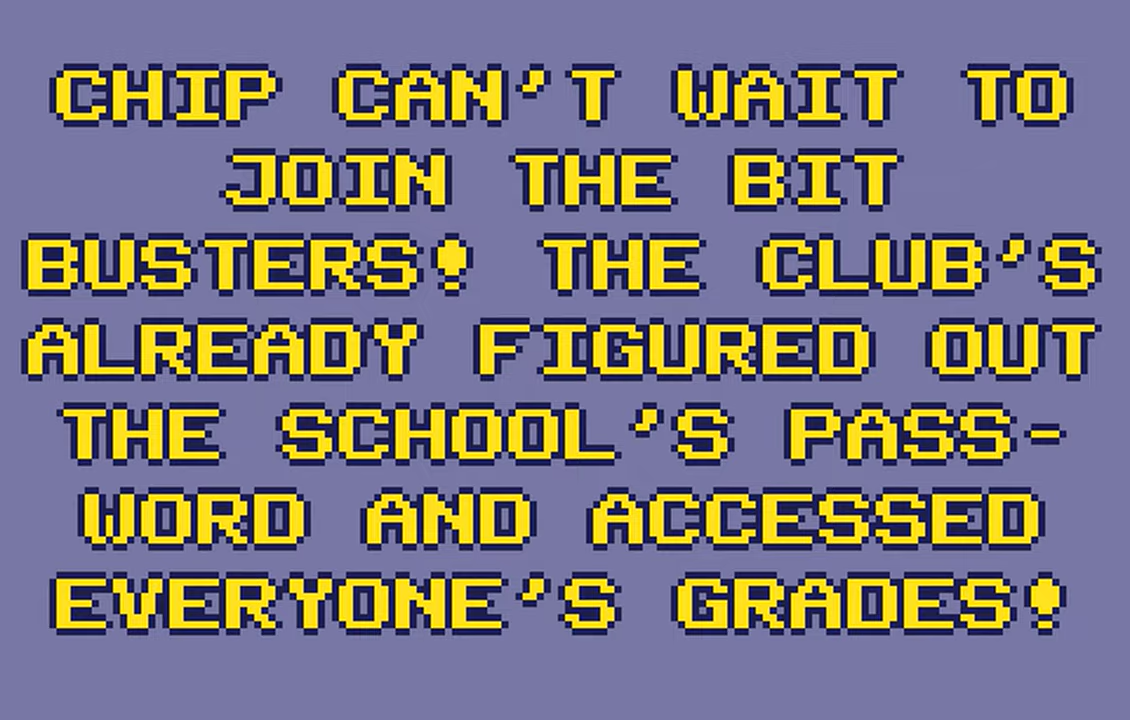 CHIP CAN'T WAIT TO
JOIN THE BIT
BUSTERS! THE CLUB'S
ALREADY FIGURED OUT
THE SCHOOL'S PASS-
WORD AND ACCESSED
EVERYONE'S GRADES!